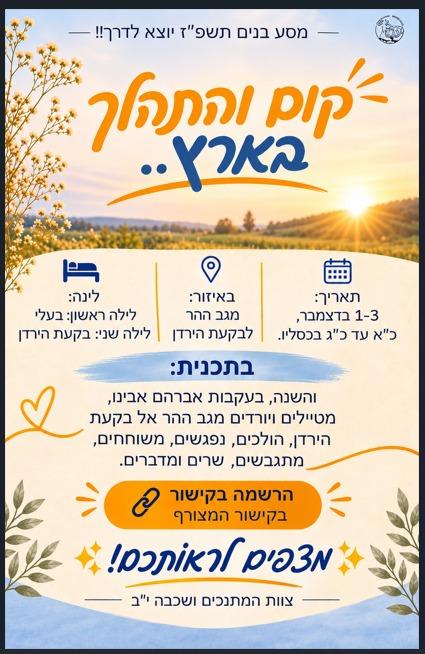 מסע בנים תשפ״ז יוצא לדרך!!
קום והתהלך
בארץ..
תאריך:
1-3 בדצמבר,
כ״א עד כ״ג בכסליו.
באיזור:
מגב ההר
לבקעת הירדן
לינה:
לילה ראשון: בעלי
לילה שני: בקעת הירדן
בתכנית:
והשנה, בעקבות אברהם אבינו,
מטיילים ויורדים מגב ההר אל בקעת
הירדן, הולכים, נפגשים, משוחחים,
מתגבשים, שרים ומדברים.
הרשמה בקישור
בקישור המצורף
מצפים לראותכם!
צוות המתנכים ושכבה י״ב